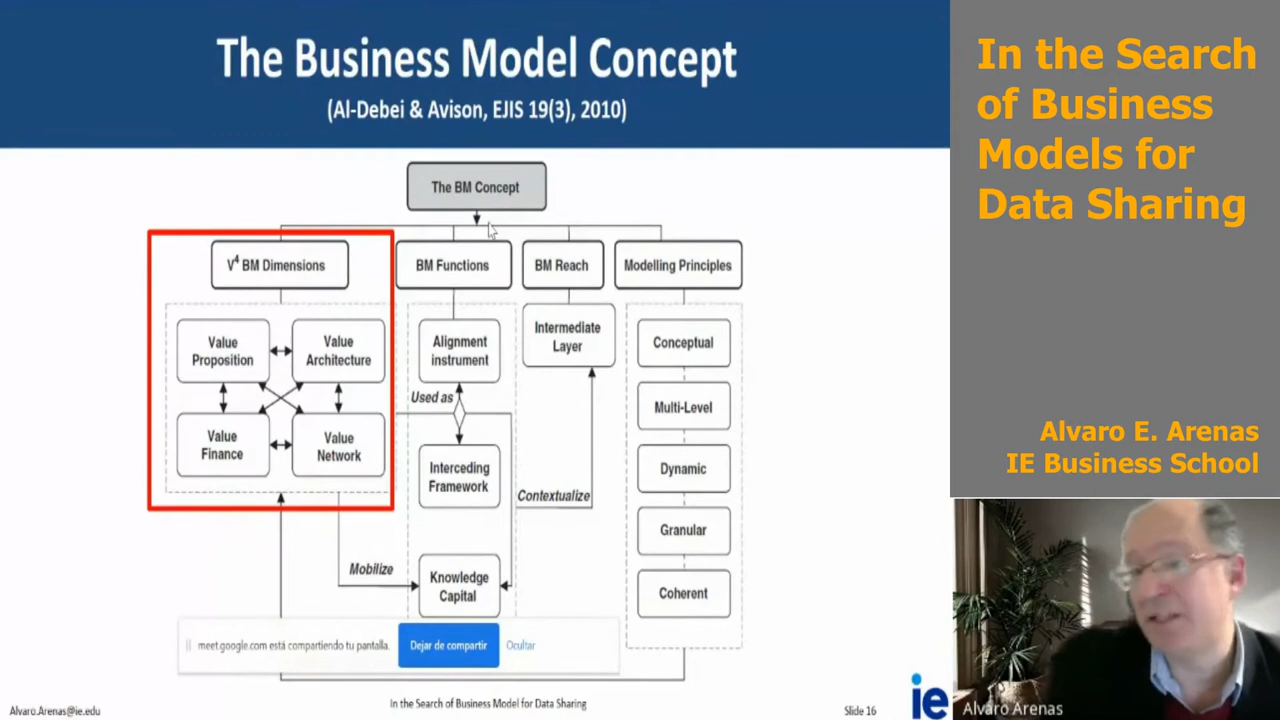 The Business Model Concept
(Al-Debei & Avison, EJIS 19(3), 2010)
The BM Concept
V⁴ BM Dimensions
BM Functions
BM Reach
Modelling Principles
Value
Proposition
Value
Architecture
Value
Finance
Value
Network
Alignment
instrument
Used as
Interceding
Framework
Mobilize
Knowledge
Capital
Intermediate
Layer
Contextualize
Conceptual
Multi-Level
Dynamic
Granular
Coherent
meet.google.com está compartiendo tu pantalla.
Dejar de compartir
Ocultar
Alvaro.Arenas@ie.edu
In the Search of Business Model for Data Sharing
Slide 16
ie
In the Search
of Business
Models for
Data Sharing
Alvaro E. Arenas
IE Business School
Alvaro Arenas